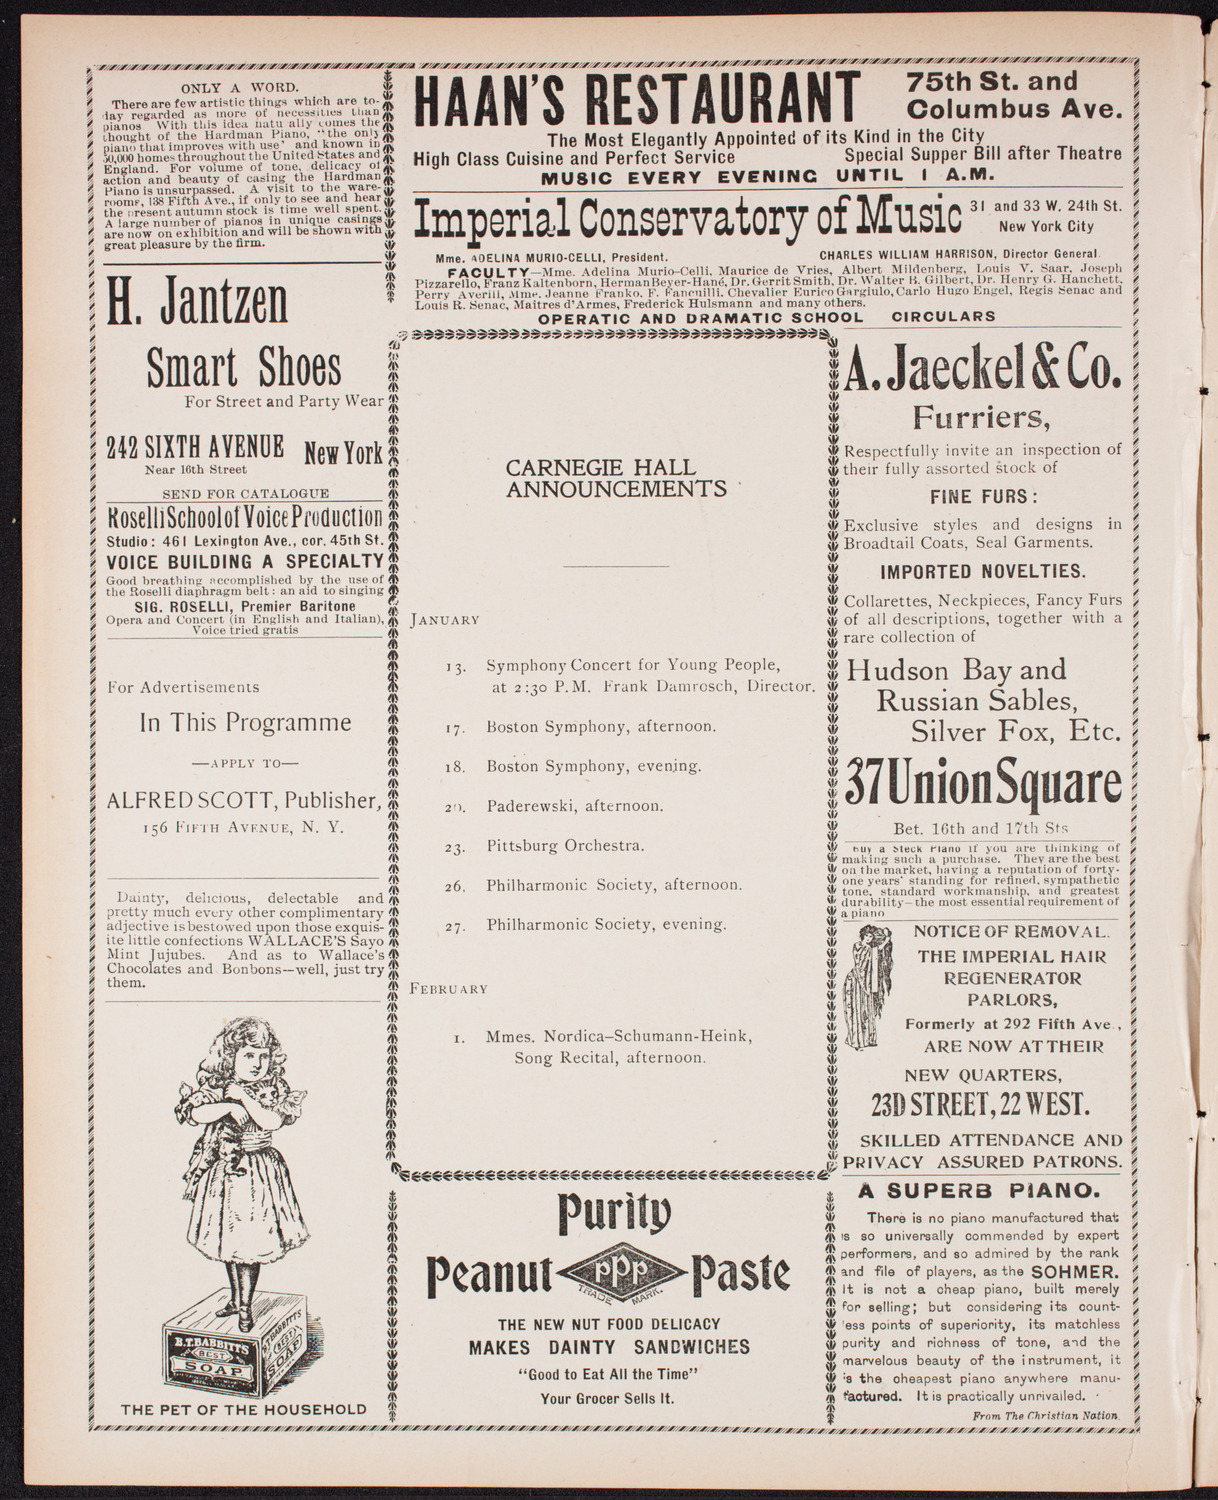 ONLY A WORD.
There are few artistic things which are to-
day regarded as more of necessities than
pianos With this idea natu ally comes the
thought of the Hardman Piano, "the only
piano that improves with use' and known in
50,000 homes throughout the United States and
England. For volume of tone, delicacy of
action and beauty of casing the Hardman
Piano is unsurpassed. A visit to the ware-
rooms, 138 Fifth Ave., if only to see and hear
the present autumn stock is time well spent.
A large number of pianos in unique casings
are now on exhibition and will be shown with
great pleasure by the firm.
H. Jantzen
Smart Shoes
For Street and Party Wear
242 SIXTH AVENUE New York
Near 16th Street
SEND FOR CATALOGUE
Roselli School of Voice Production
Studio: 461 Lexington Ave., cor. 45th St.
VOICE BUILDING A SPECIALTY
Good breathing accomplished by the use of
the Roselli diaphragm belt: an aid to singing
SIG. ROSELLI, Premier Baritone
Opera and Concert (in English and Italian),
Voice tried gratis
For Advertisements
In This Programme
—APPLY TO—
ALFRED SCOTT, Publisher,
156 FIFTH AVENUE, N. Y.
Dainty, delicious, delectable and
pretty much every other complimentary
adjective is bestowed upon those exquis-
ite little confections WALLACE'S Sayo
Mint Jujubes. And as to Wallace's
Chocolates and Bonbons—well, just try
them.
B.T. BABBITT'S
BEST
SOAP
B.T. BABBITTS
BEST
SOAP
THE PET OF THE HOUSEHOLD
HAAN'S RESTAURANT 75th St. and
Columbus Ave.
The Most Elegantly Appointed of its Kind in the City
High Class Cuisine and Perfect Service Special Supper Bill after Theatre
MUSIC EVERY EVENING UNTIL 1 A.M.
Imperial Conservatory of Music 31 and 33 W. 24th St.
New York City
Mme. ADELINA MURIO-CELLI, President. CHARLES WILLIAM HARRISON, Director General.
FACULTY—Mme. Adelina Murio-Celli, Maurice de Vries, Albert Mildenberg, Louis V. Saar, Joseph
Pizzarello, Franz Kaltenborn, Herman Beyer-Hané, Dr. Gerrit Smith, Dr. Walter B. Gilbert, Dr. Henry G. Hanchett,
Perry Averill, Mme. Jeanne Franko, F. Fanciulli, Chevalier Eurico Gargiulo, Carlo Hugo Engel, Regis Senac and
Louis R. Senac, Maitres d'Armes, Frederick Hulsmann and many others.
OPERATIC AND DRAMATIC SCHOOL CIRCULARS
CARNEGIE HALL
ANNOUNCEMENTS
JANUARY
13. Symphony Concert for Young People,
at 2:30 P.M. Frank Damrosch, Director.
17. Boston Symphony, afternoon.
18. Boston Symphony, evening.
20. Paderewski, afternoon.
23. Pittsburg Orchestra.
26. Philharmonic Society, afternoon.
27. Philharmonic Society, evening.
FEBRUARY
1. Mmes. Nordica–Schumann-Heink,
Song Recital, afternoon.
Purity
Peanut PPP Paste
TRADE MARK.
THE NEW NUT FOOD DELICACY
MAKES DAINTY SANDWICHES
"Good to Eat All the Time"
Your Grocer Sells It.
A. Jaeckel & Co.
Furriers,
Respectfully invite an inspection of
their fully assorted stock of
FINE FURS:
Exclusive styles and designs in
Broadtail Coats, Seal Garments.
IMPORTED NOVELTIES.
Collarettes, Neckpieces, Fancy Furs
of all descriptions, together with a
rare collection of
Hudson Bay and
Russian Sables,
Silver Fox, Etc.
37 Union Square
Bet. 16th and 17th Sts
Buy a Steck Piano if you are thinking of
making such a purchase. They are the best
on the market, having a reputation of forty-
one years' standing for refined, sympathetic
tone, standard workmanship, and greatest
durability—the most essential requirement of
a piano
NOTICE OF REMOVAL.
THE IMPERIAL HAIR
REGENERATOR
PARLORS,
Formerly at 292 Fifth Ave.,
ARE NOW AT THEIR
NEW QUARTERS,
23D STREET, 22 WEST.
SKILLED ATTENDANCE AND
PRIVACY ASSURED PATRONS.
A SUPERB PIANO.
There is no piano manufactured that
is so universally commended by expert
performers, and so admired by the rank
and file of players, as the SOHMER.
It is not a cheap piano, built merely
for selling; but considering its count-
less points of superiority, its matchless
purity and richness of tone, and the
marvelous beauty of the instrument, it
is the cheapest piano anywhere manu-
factured. It is practically unrivailed.
From The Christian Nation.